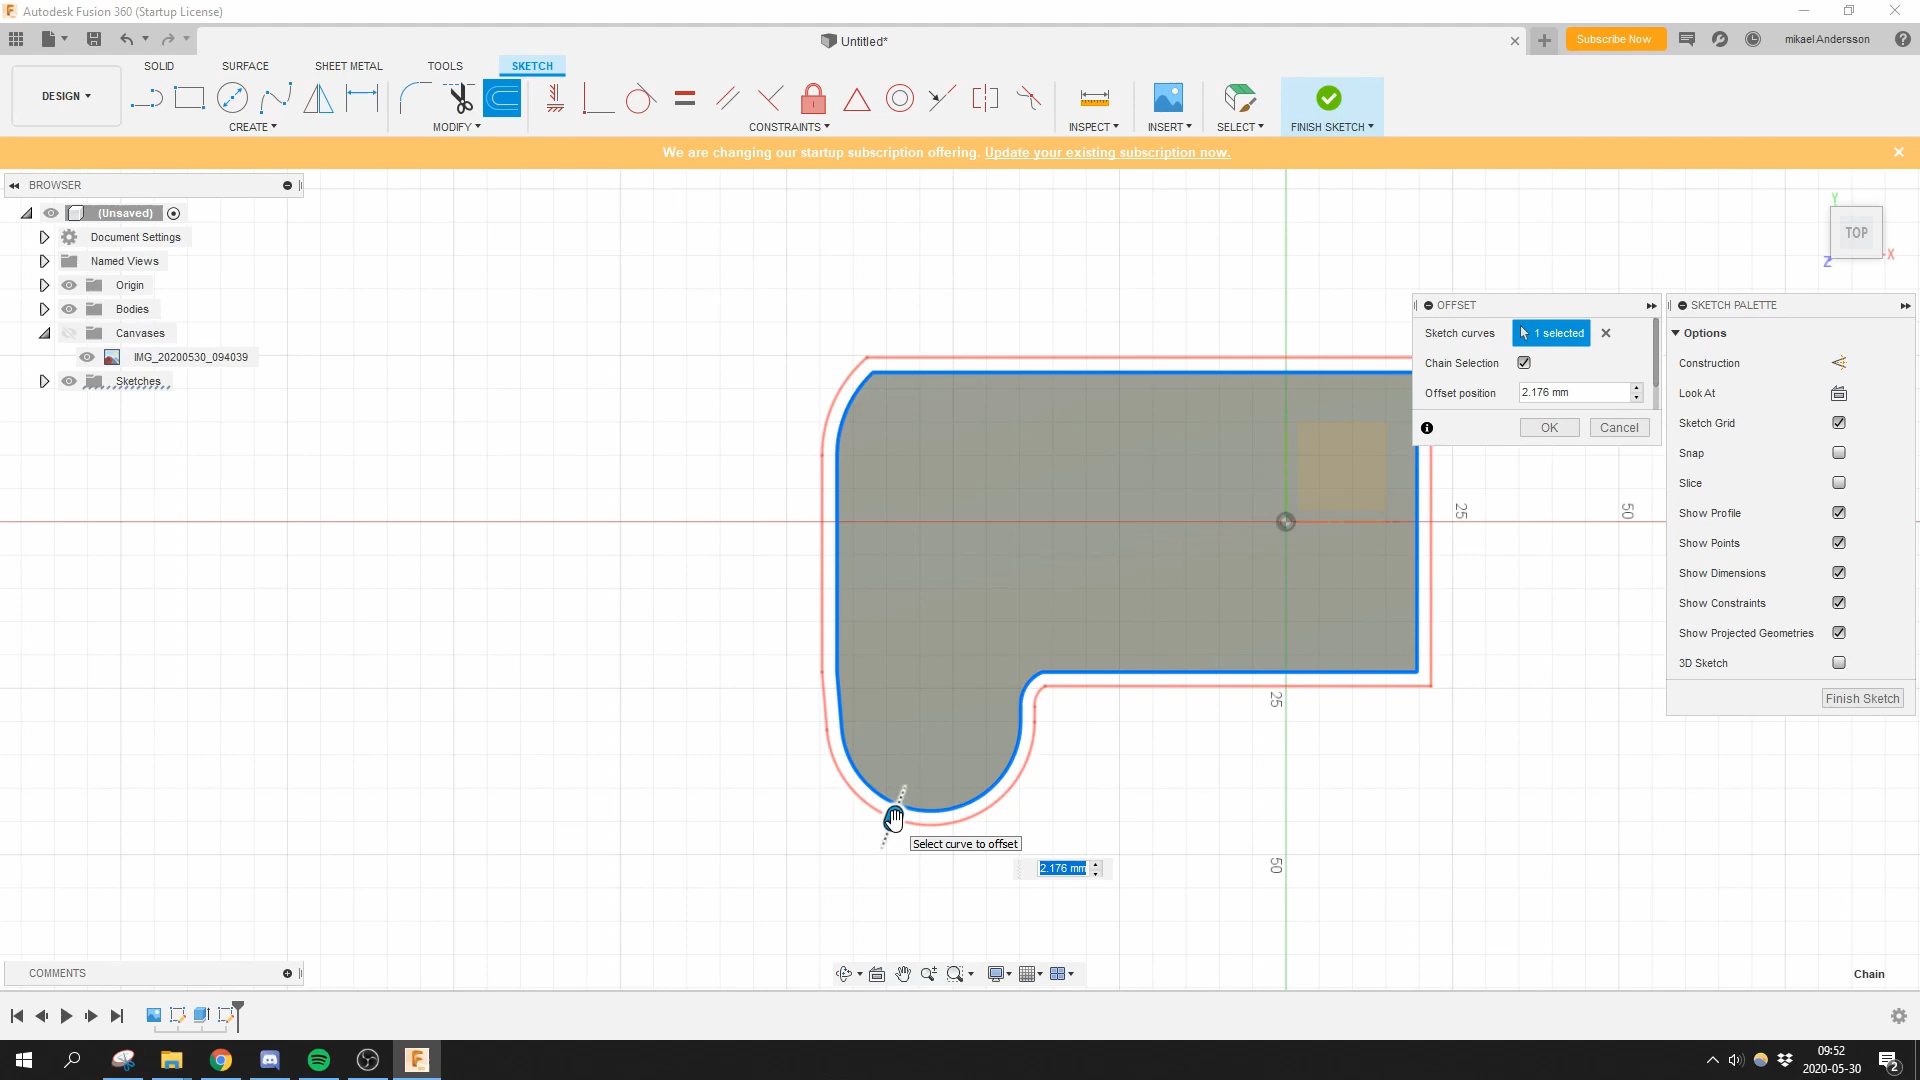 Autodesk Fusion 360 (Startup License)
Untitled*
Subscribe Now
mikael Andersson
SOLID
SURFACE
SHEET METAL
TOOLS
SKETCH
DESIGN
CREATE
MODIFY
CONSTRAINTS
INSPECT
INSERT
SELECT
FINISH SKETCH
We are changing our startup subscription offering. Update your existing subscription now.
BROWSER
(Unsaved)
Document Settings
Named Views
Origin
Bodies
Canvases
IMG_20200530_094039
Sketches
Y
TOP
X
Z
OFFSET
Sketch curves
1 selected
Chain Selection
Offset position
2.176 mm
OK
Cancel
SKETCH PALETTE
Options
Construction
Look At
Sketch Grid
Snap
Slice
Show Profile
Show Points
Show Dimensions
Show Constraints
Show Projected Geometries
3D Sketch
Finish Sketch
25
50
25
50
Select curve to offset
2.176 mm
COMMENTS
Chain
09:52
2020-05-30
2